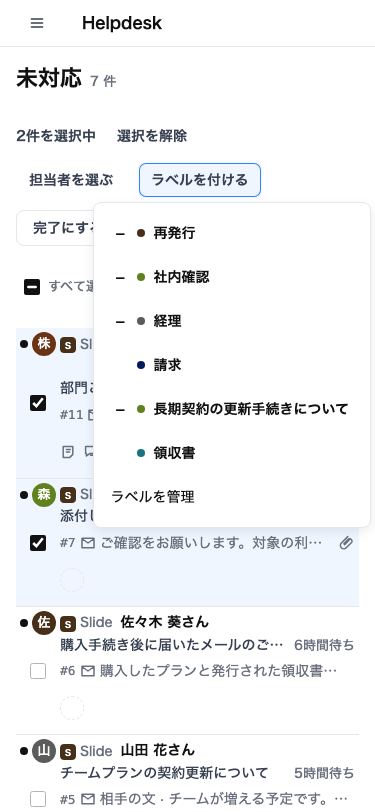 Helpdesk
未対応 7 件
2件を選択中 選択を解除
担当者を選ぶ ラベルを付ける
完了にす
– 再発行
– 社内確認
– 経理
請求
– 長期契約の更新手続きについて
領収書
ラベルを管理
すべて
株 s Sli
部門
#11
森 s Sli
添付
#7 ご確認をお願いします。対象の利…
佐 s Slide 佐々木 葵さん
購入手続き後に届いたメールのご… 6時間待ち
#6 購入したプランと発行された領収書…
山 s Slide 山田 花さん
チームプランの契約更新について 5時間待ち
#5 相手の文 · チームが増える予定です。…